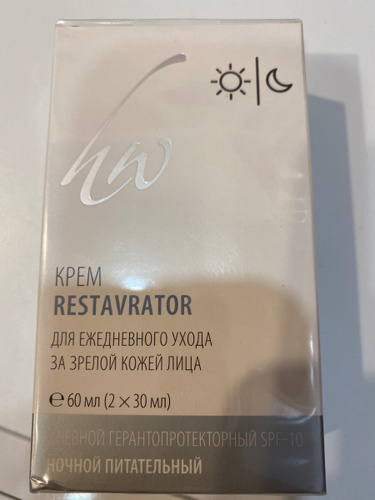 hw
КРЕМ
RESTAVRATOR
ДЛЯ ЕЖЕДНЕВНОГО УХОДА
ЗА ЗРЕЛОЙ КОЖЕЙ ЛИЦА
℮ 60 мл (2 × 30 мл)
ДНЕВНОЙ ГЕРАНТОПРОТЕКТОРНЫЙ SPF-10
НОЧНОЙ ПИТАТЕЛЬНЫЙ